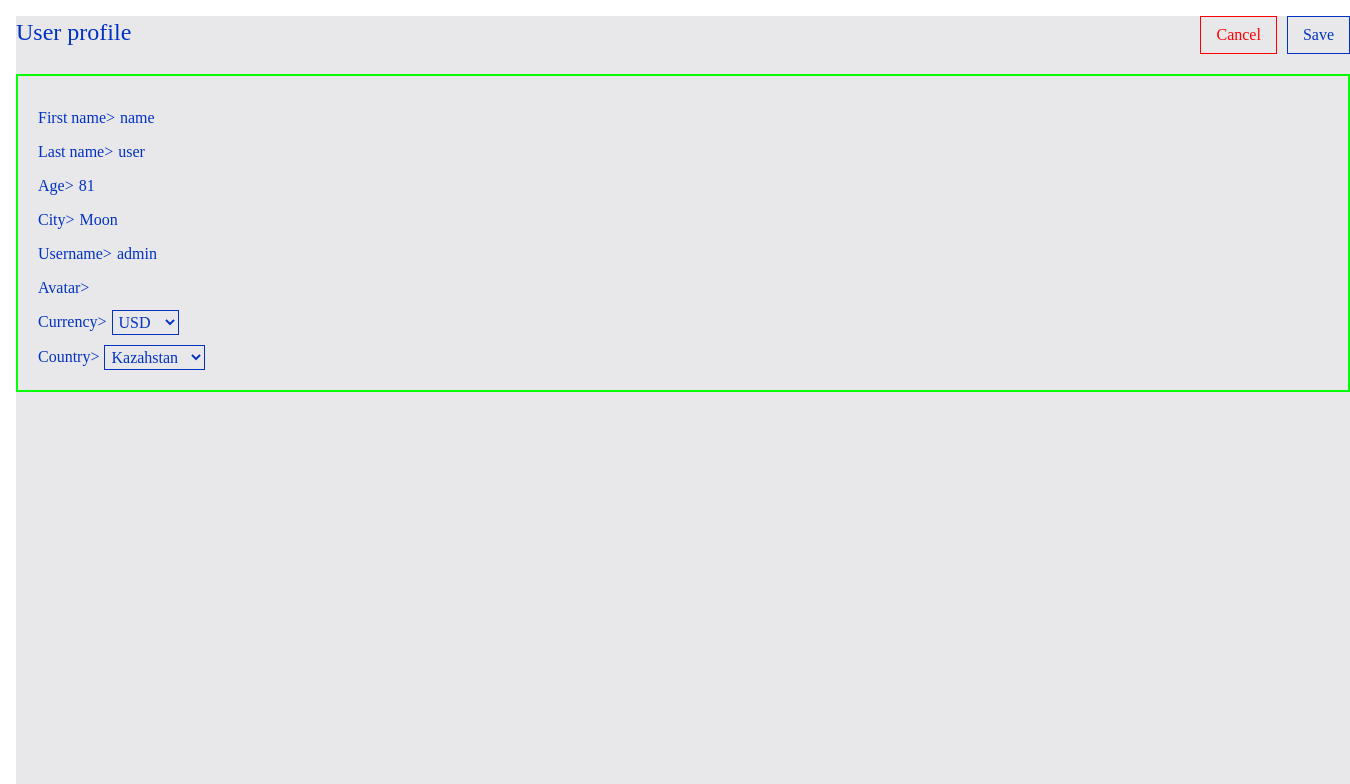 User profile
Cancel
Save
First name> name
Last name> user
Age> 81
City> Moon
Username> admin
Avatar>
Currency> USD
Country> Kazahstan